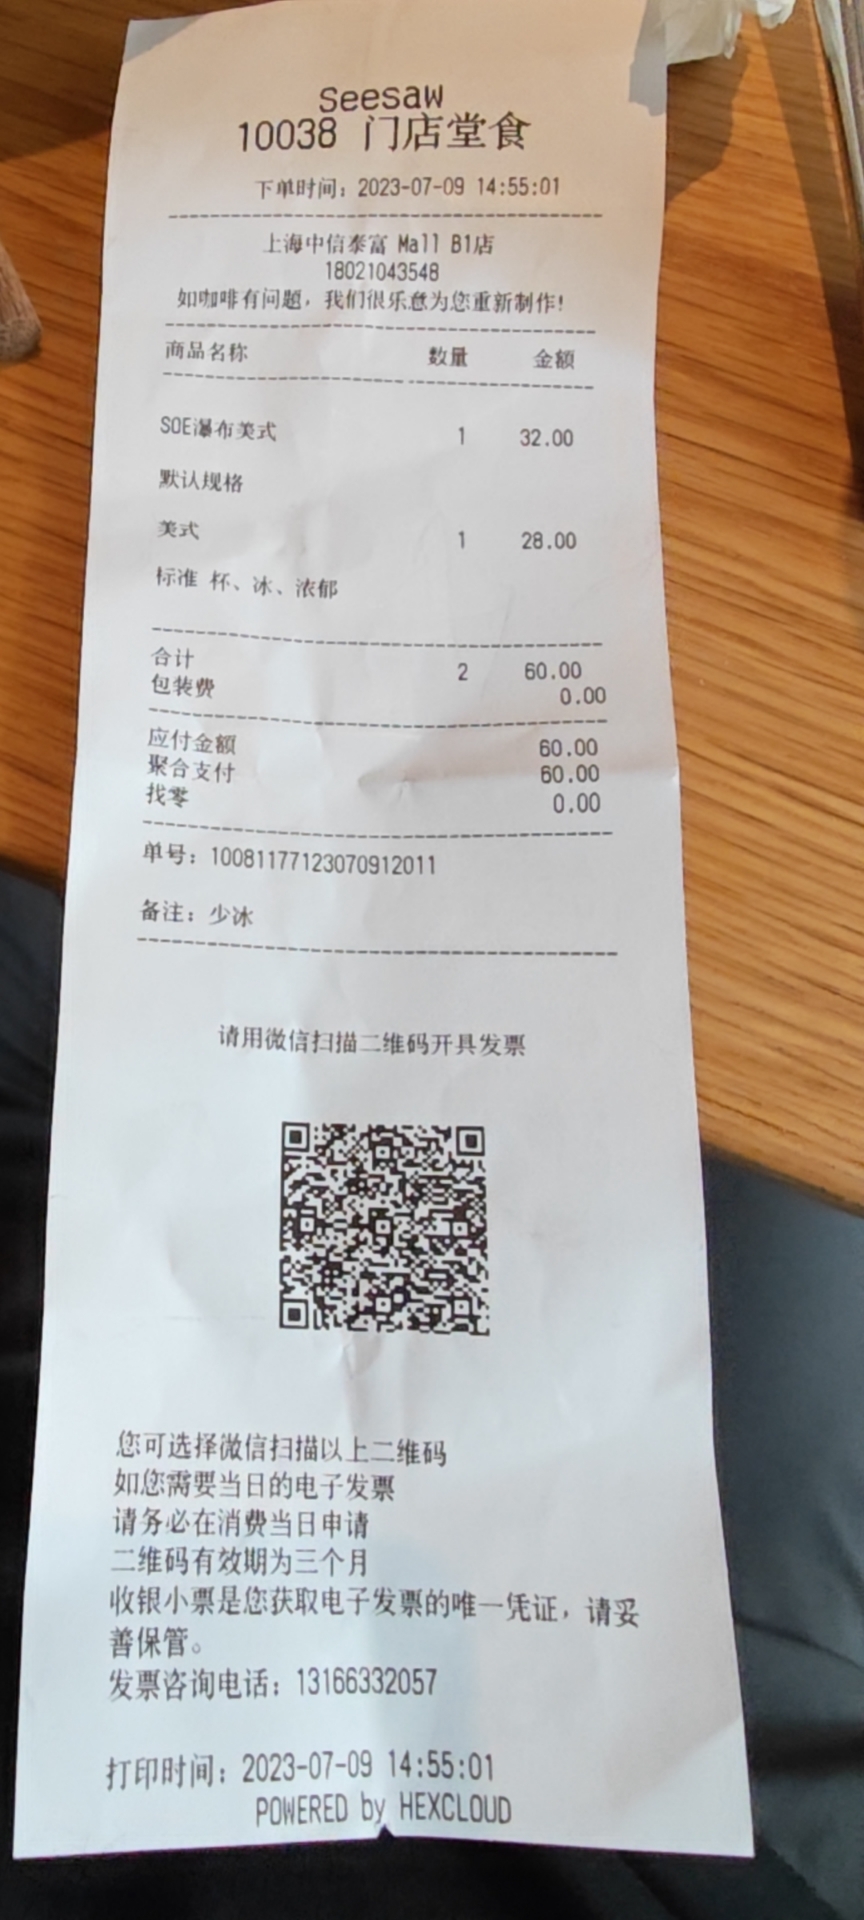 Seesaw
10038 门店堂食
下单时间：2023-07-09 14:55:01
上海中信泰富 Mall B1店
18021043548
如咖啡有问题，我们很乐意为您重新制作！
商品名称 数量 金额
SOE瀑布美式 1 32.00
默认规格
美式 1 28.00
标准 杯、冰、浓郁
合计 2 60.00
包装费 0.00
应付金额 60.00
聚合支付 60.00
找零 0.00
单号：10081177123070912011
备注：少冰
请用微信扫描二维码开具发票
您可选择微信扫描以上二维码
如您需要当日的电子发票
请务必在消费当日申请
二维码有效期为三个月
收银小票是您获取电子发票的唯一凭证，请妥
善保管。
发票咨询电话：13166332057
打印时间：2023-07-09 14:55:01
POWERED by HEXCLOUD